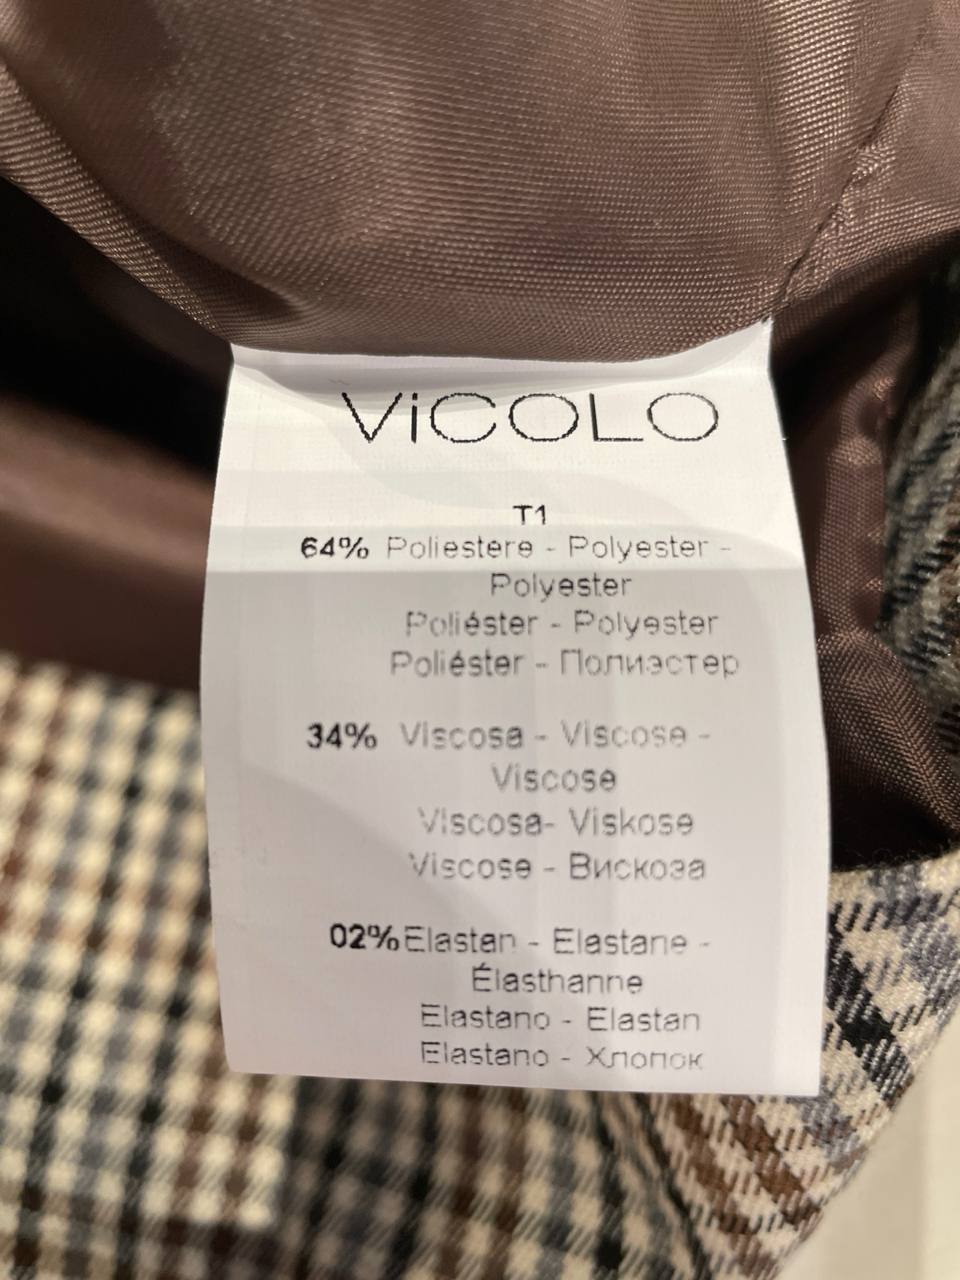 ViCOLO
T1
64% Poliestere - Polyester -
Polyester
Poliéster - Polyester
Poliéster - Полиэстер
34% Viscosa - Viscose -
Viscose
Viscosa- Viskose
Viscose - Вискоза
02% Elastan - Elastane -
Élasthanne
Elastano - Elastan
Elastano - Хлопок